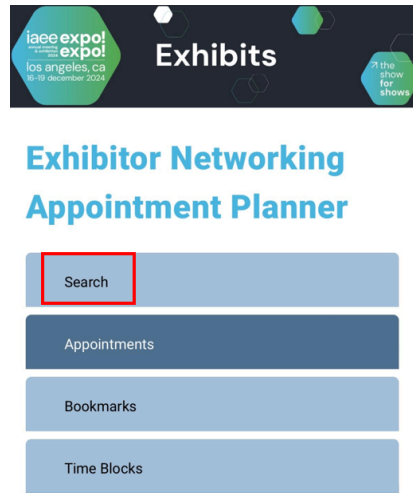 iaee expo!
annual meeting
& exhibition
2024 expo!
los angeles, ca
16-19 december 2024
Exhibits
the
show
for
shows
Exhibitor Networking
Appointment Planner
Search
Appointments
Bookmarks
Time Blocks